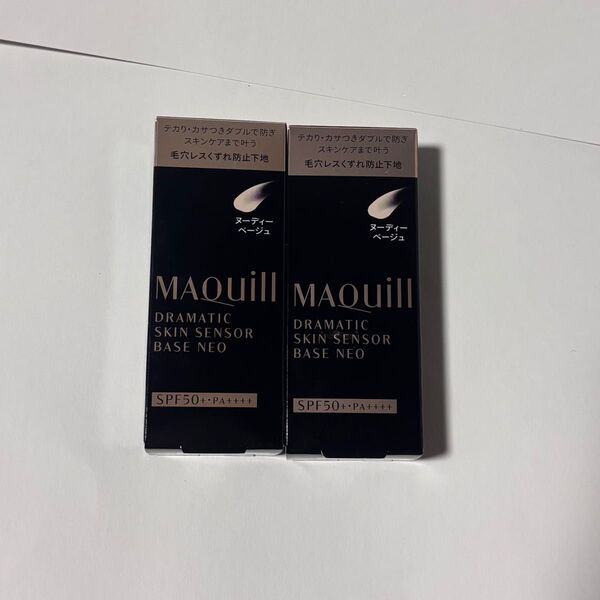 テカリ・カサつきダブルで防ぎ
スキンケアまで叶う
毛穴レスくずれ防止下地
ヌーディー
ベージュ
MAQuill
DRAMATIC
SKIN SENSOR
BASE NEO
SPF50+・PA++++
テカリ・カサつきダブルで防ぎ
スキンケアまで叶う
毛穴レスくずれ防止下地
ヌーディー
ベージュ
MAQuill
DRAMATIC
SKIN SENSOR
BASE NEO
SPF50+・PA++++